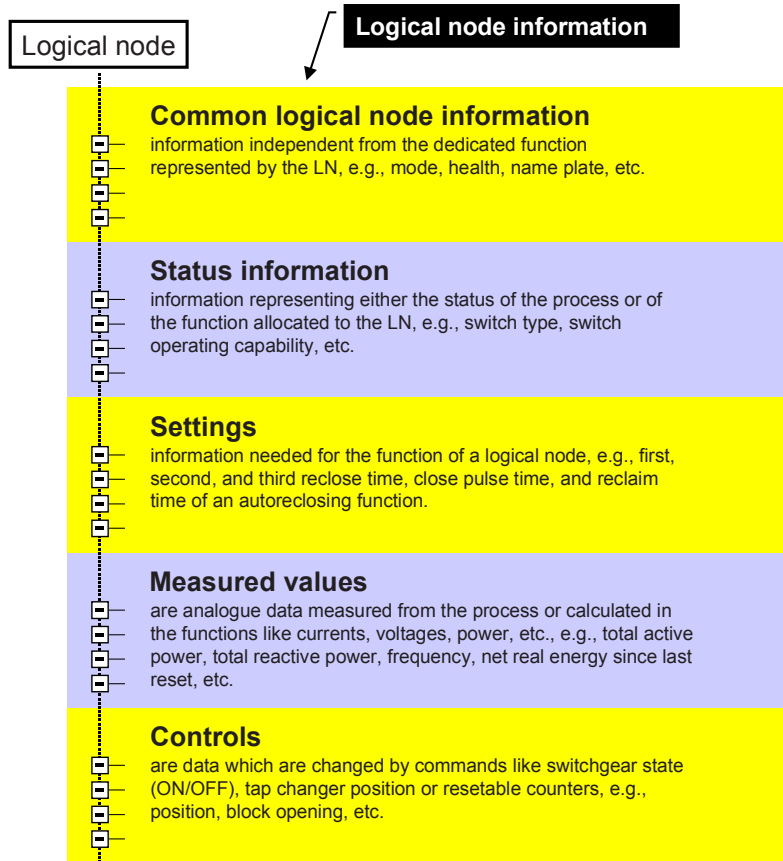 Logical node information
Logical node
Common logical node information
information independent from the dedicated function
represented by the LN, e.g., mode, health, name plate, etc.
Status information
information representing either the status of the process or of
the function allocated to the LN, e.g., switch type, switch
operating capability, etc.
Settings
information needed for the function of a logical node, e.g., first,
second, and third reclose time, close pulse time, and reclaim
time of an autoreclosing function.
Measured values
are analogue data measured from the process or calculated in
the functions like currents, voltages, power, etc., e.g., total active
power, total reactive power, frequency, net real energy since last
reset, etc.
Controls
are data which are changed by commands like switchgear state
(ON/OFF), tap changer position or resetable counters, e.g.,
position, block opening, etc.